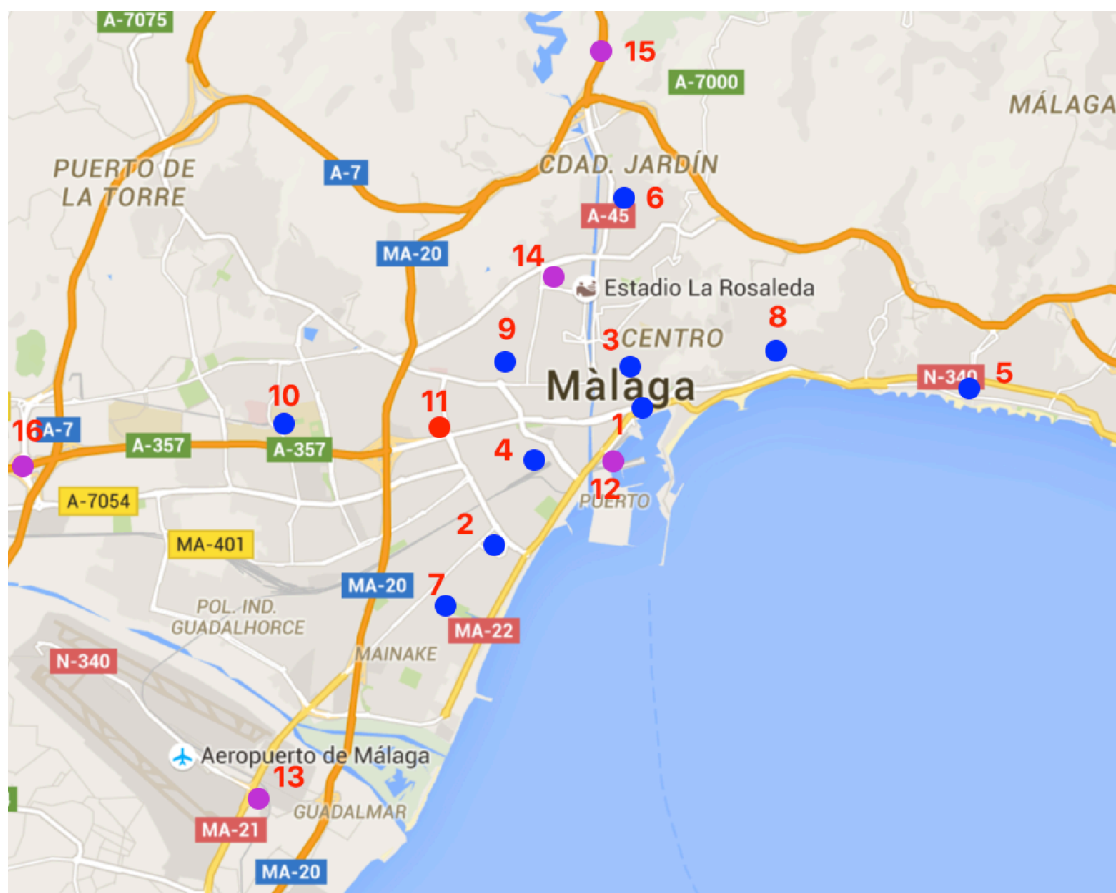 A-7075
15
A-7000
MÁLAGA
PUERTO DE
LA TORRE
A-7
CDAD. JARDÍN
6
A-45
MA-20
14
Estadio La Rosaleda
9
3
CENTRO
8
Màlaga
N-340
5
10
11
1
16
A-7
A-357
A-357
4
12
A-7054
PUERTO
2
MA-401
MA-20
7
POL. IND.
GUADALHORCE
MA-22
MAINAKE
N-340
Aeropuerto de Málaga
13
GUADALMAR
MA-21
MA-20